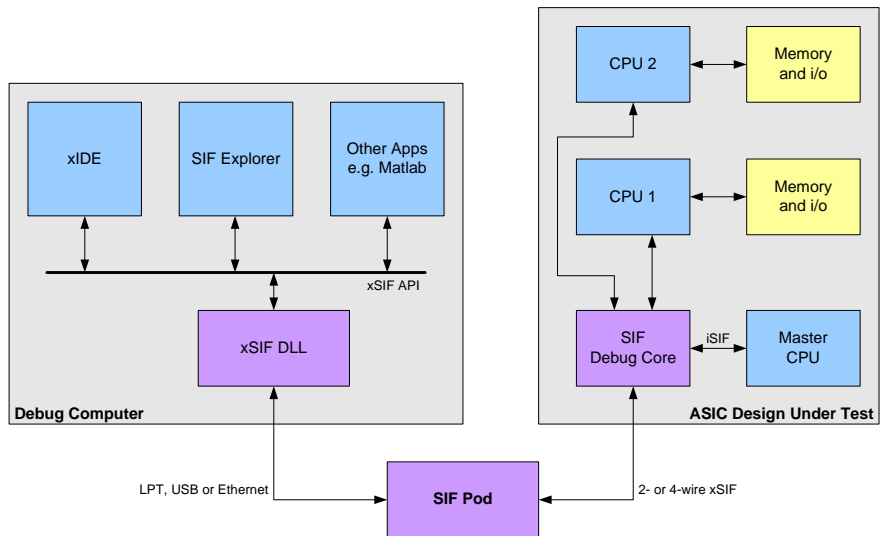 xIDE
SIF Explorer
Other Apps
e.g. Matlab
xSIF API
xSIF DLL
Debug Computer
CPU 2
Memory
and i/o
CPU 1
Memory
and i/o
SIF
Debug Core
iSIF
Master
CPU
ASIC Design Under Test
LPT, USB or Ethernet
SIF Pod
2- or 4-wire xSIF